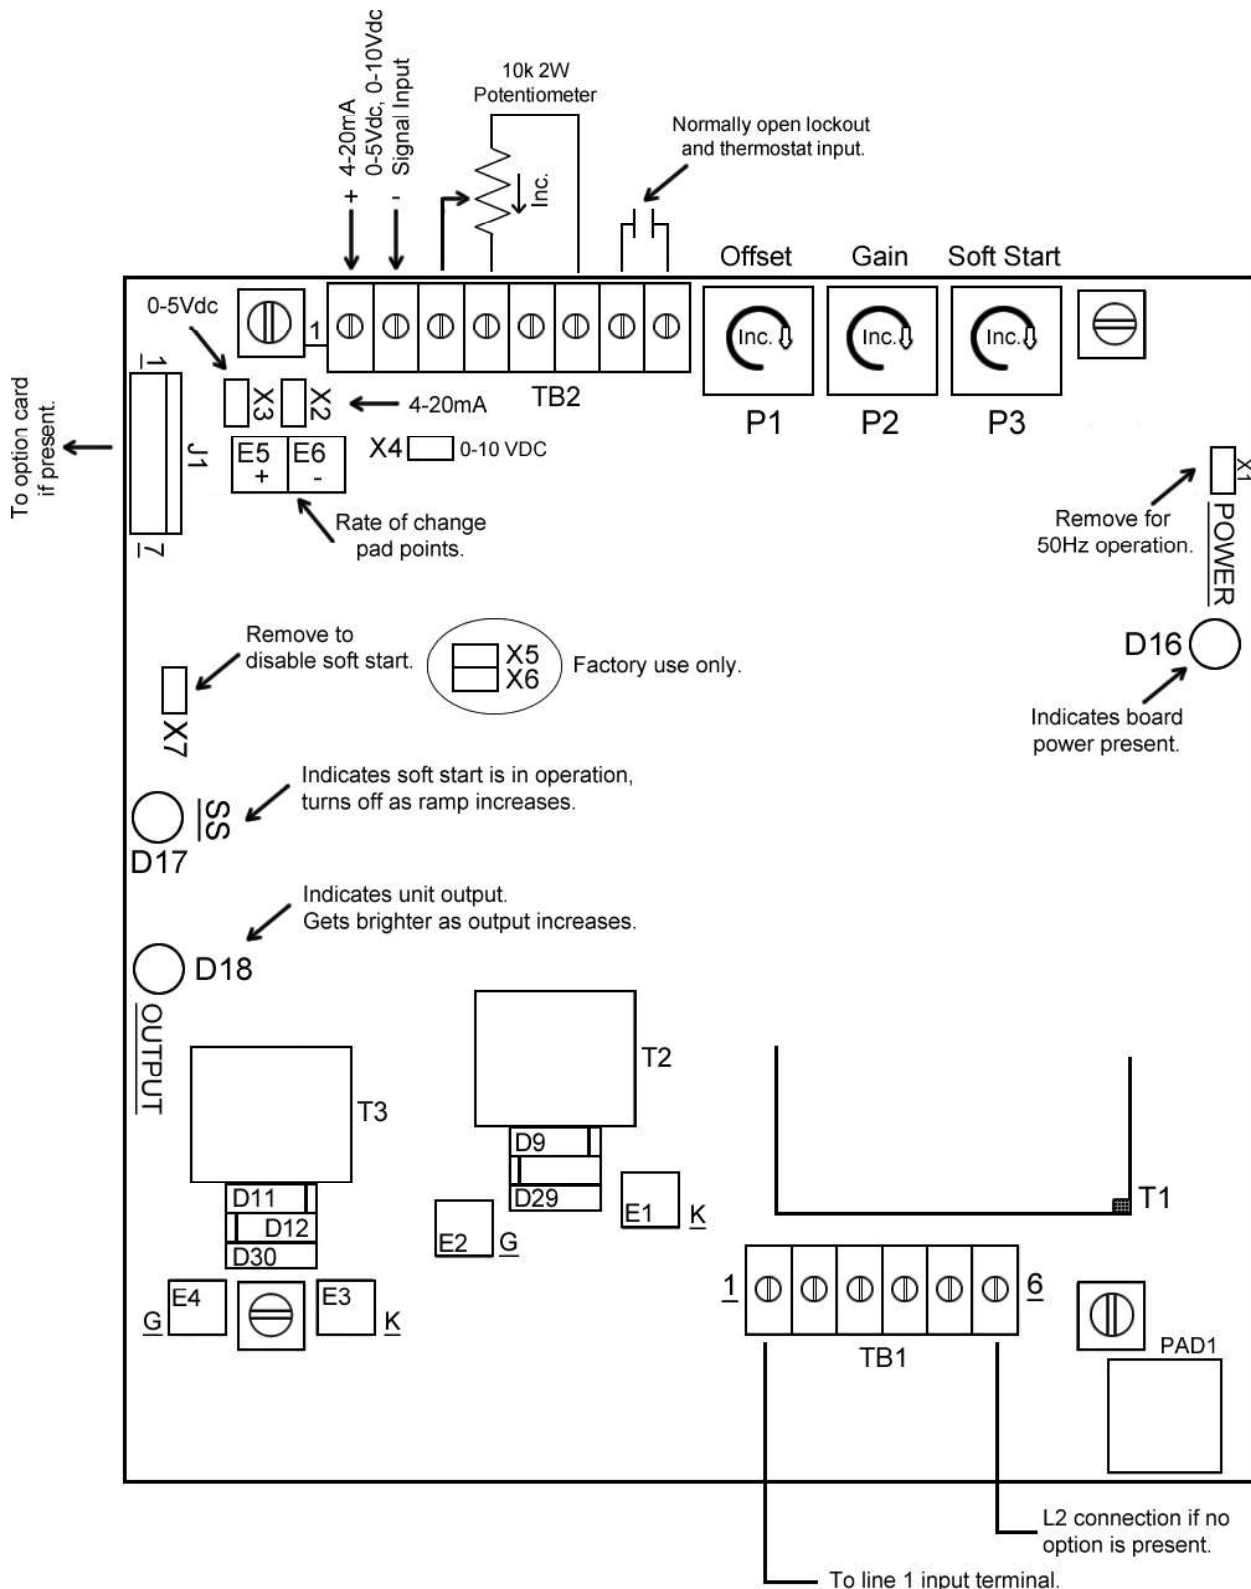 + 4-20mA
0-5Vdc, 0-10Vdc
- Signal Input
10k 2W
Potentiometer
Inc.
Normally open lockout
and thermostat input.
Offset
Gain
Soft Start
0-5Vdc
1
TB2
Inc.
Inc.
Inc.
P1
P2
P3
1
X3
X2
4-20mA
To option card
if present.
J1
E5
+
E6
-
X4
0-10 VDC
7
Rate of change
pad points.
X1
Remove for
50Hz operation.
POWER
D16
Indicates board
power present.
Remove to
disable soft start.
X5
X6
Factory use only.
X7
Indicates soft start is in operation,
turns off as ramp increases.
SS
D17
Indicates unit output.
Gets brighter as output increases.
D18
OUTPUT
T2
T3
D9
D29
D11
D12
D30
E1
K
E2
G
T1
G
E4
E3
K
1
6
TB1
PAD1
L2 connection if no
option is present.
To line 1 input terminal.